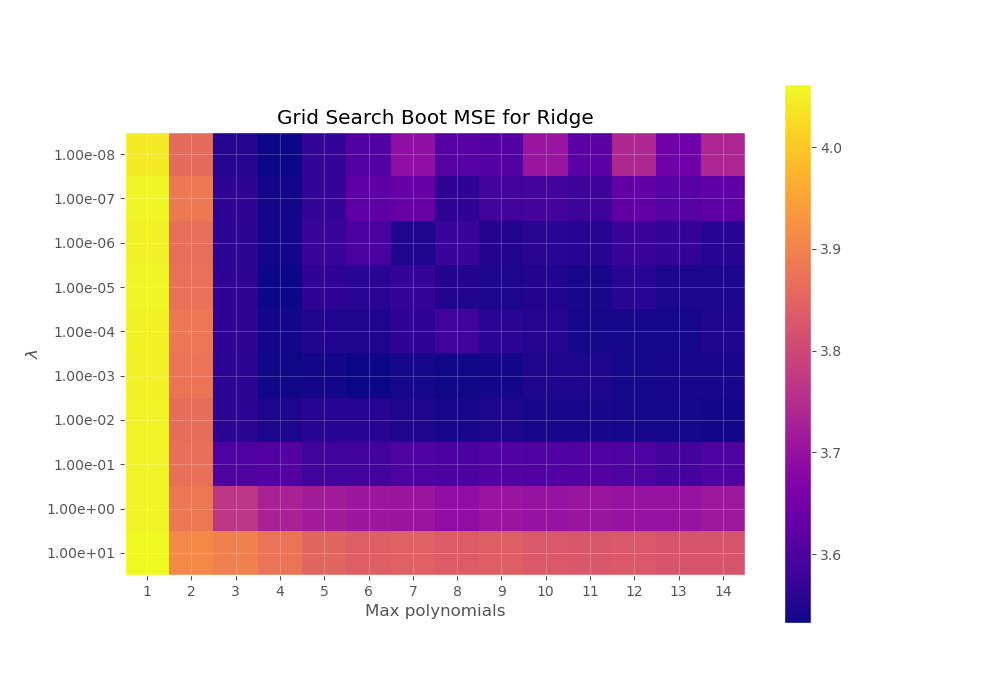 Grid Search Boot MSE for Ridge
λ
1.00e-08
1.00e-07
1.00e-06
1.00e-05
1.00e-04
1.00e-03
1.00e-02
1.00e-01
1.00e+00
1.00e+01
1 2 3 4 5 6 7 8 9 10 11 12 13 14
Max polynomials
4.0
3.9
3.8
3.7
3.6